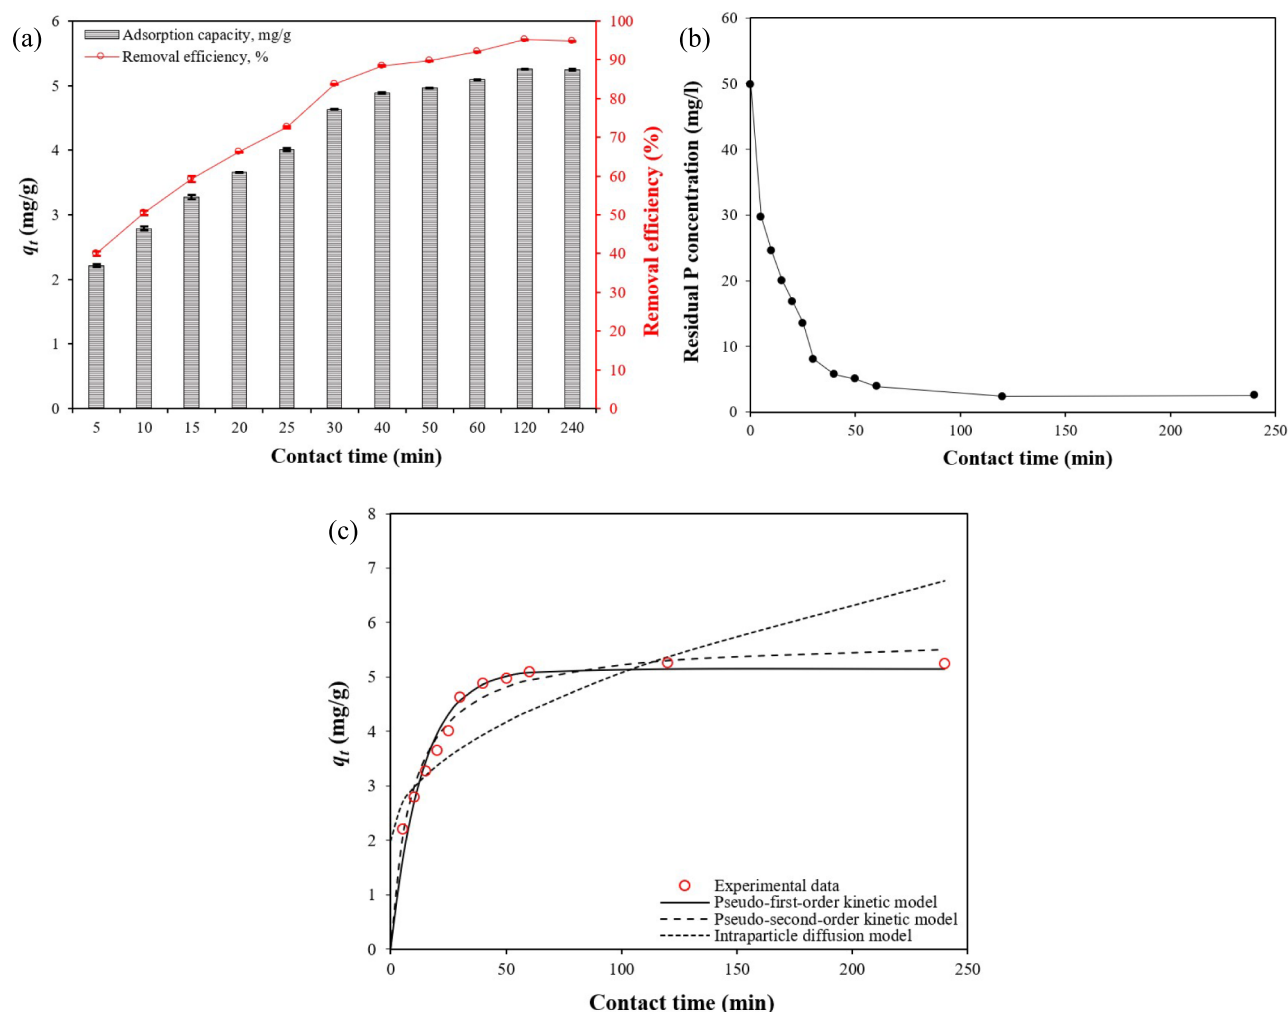 (a)
Adsorption capacity, mg/g
Removal efficiency, %
6
5
4
3
2
1
0
q_t (mg/g)
100
90
80
70
60
50
40
30
20
10
0
Removal efficiency (%)
5 10 15 20 25 30 40 50 60 120 240
Contact time (min)
(b)
60
50
40
30
20
10
0
Residual P concentration (mg/l)
0 50 100 150 200 250
Contact time (min)
(c)
8
7
6
5
4
3
2
1
0
q_t (mg/g)
Experimental data
Pseudo-first-order kinetic model
Pseudo-second-order kinetic model
Intraparticle diffusion model
0 50 100 150 200 250
Contact time (min)